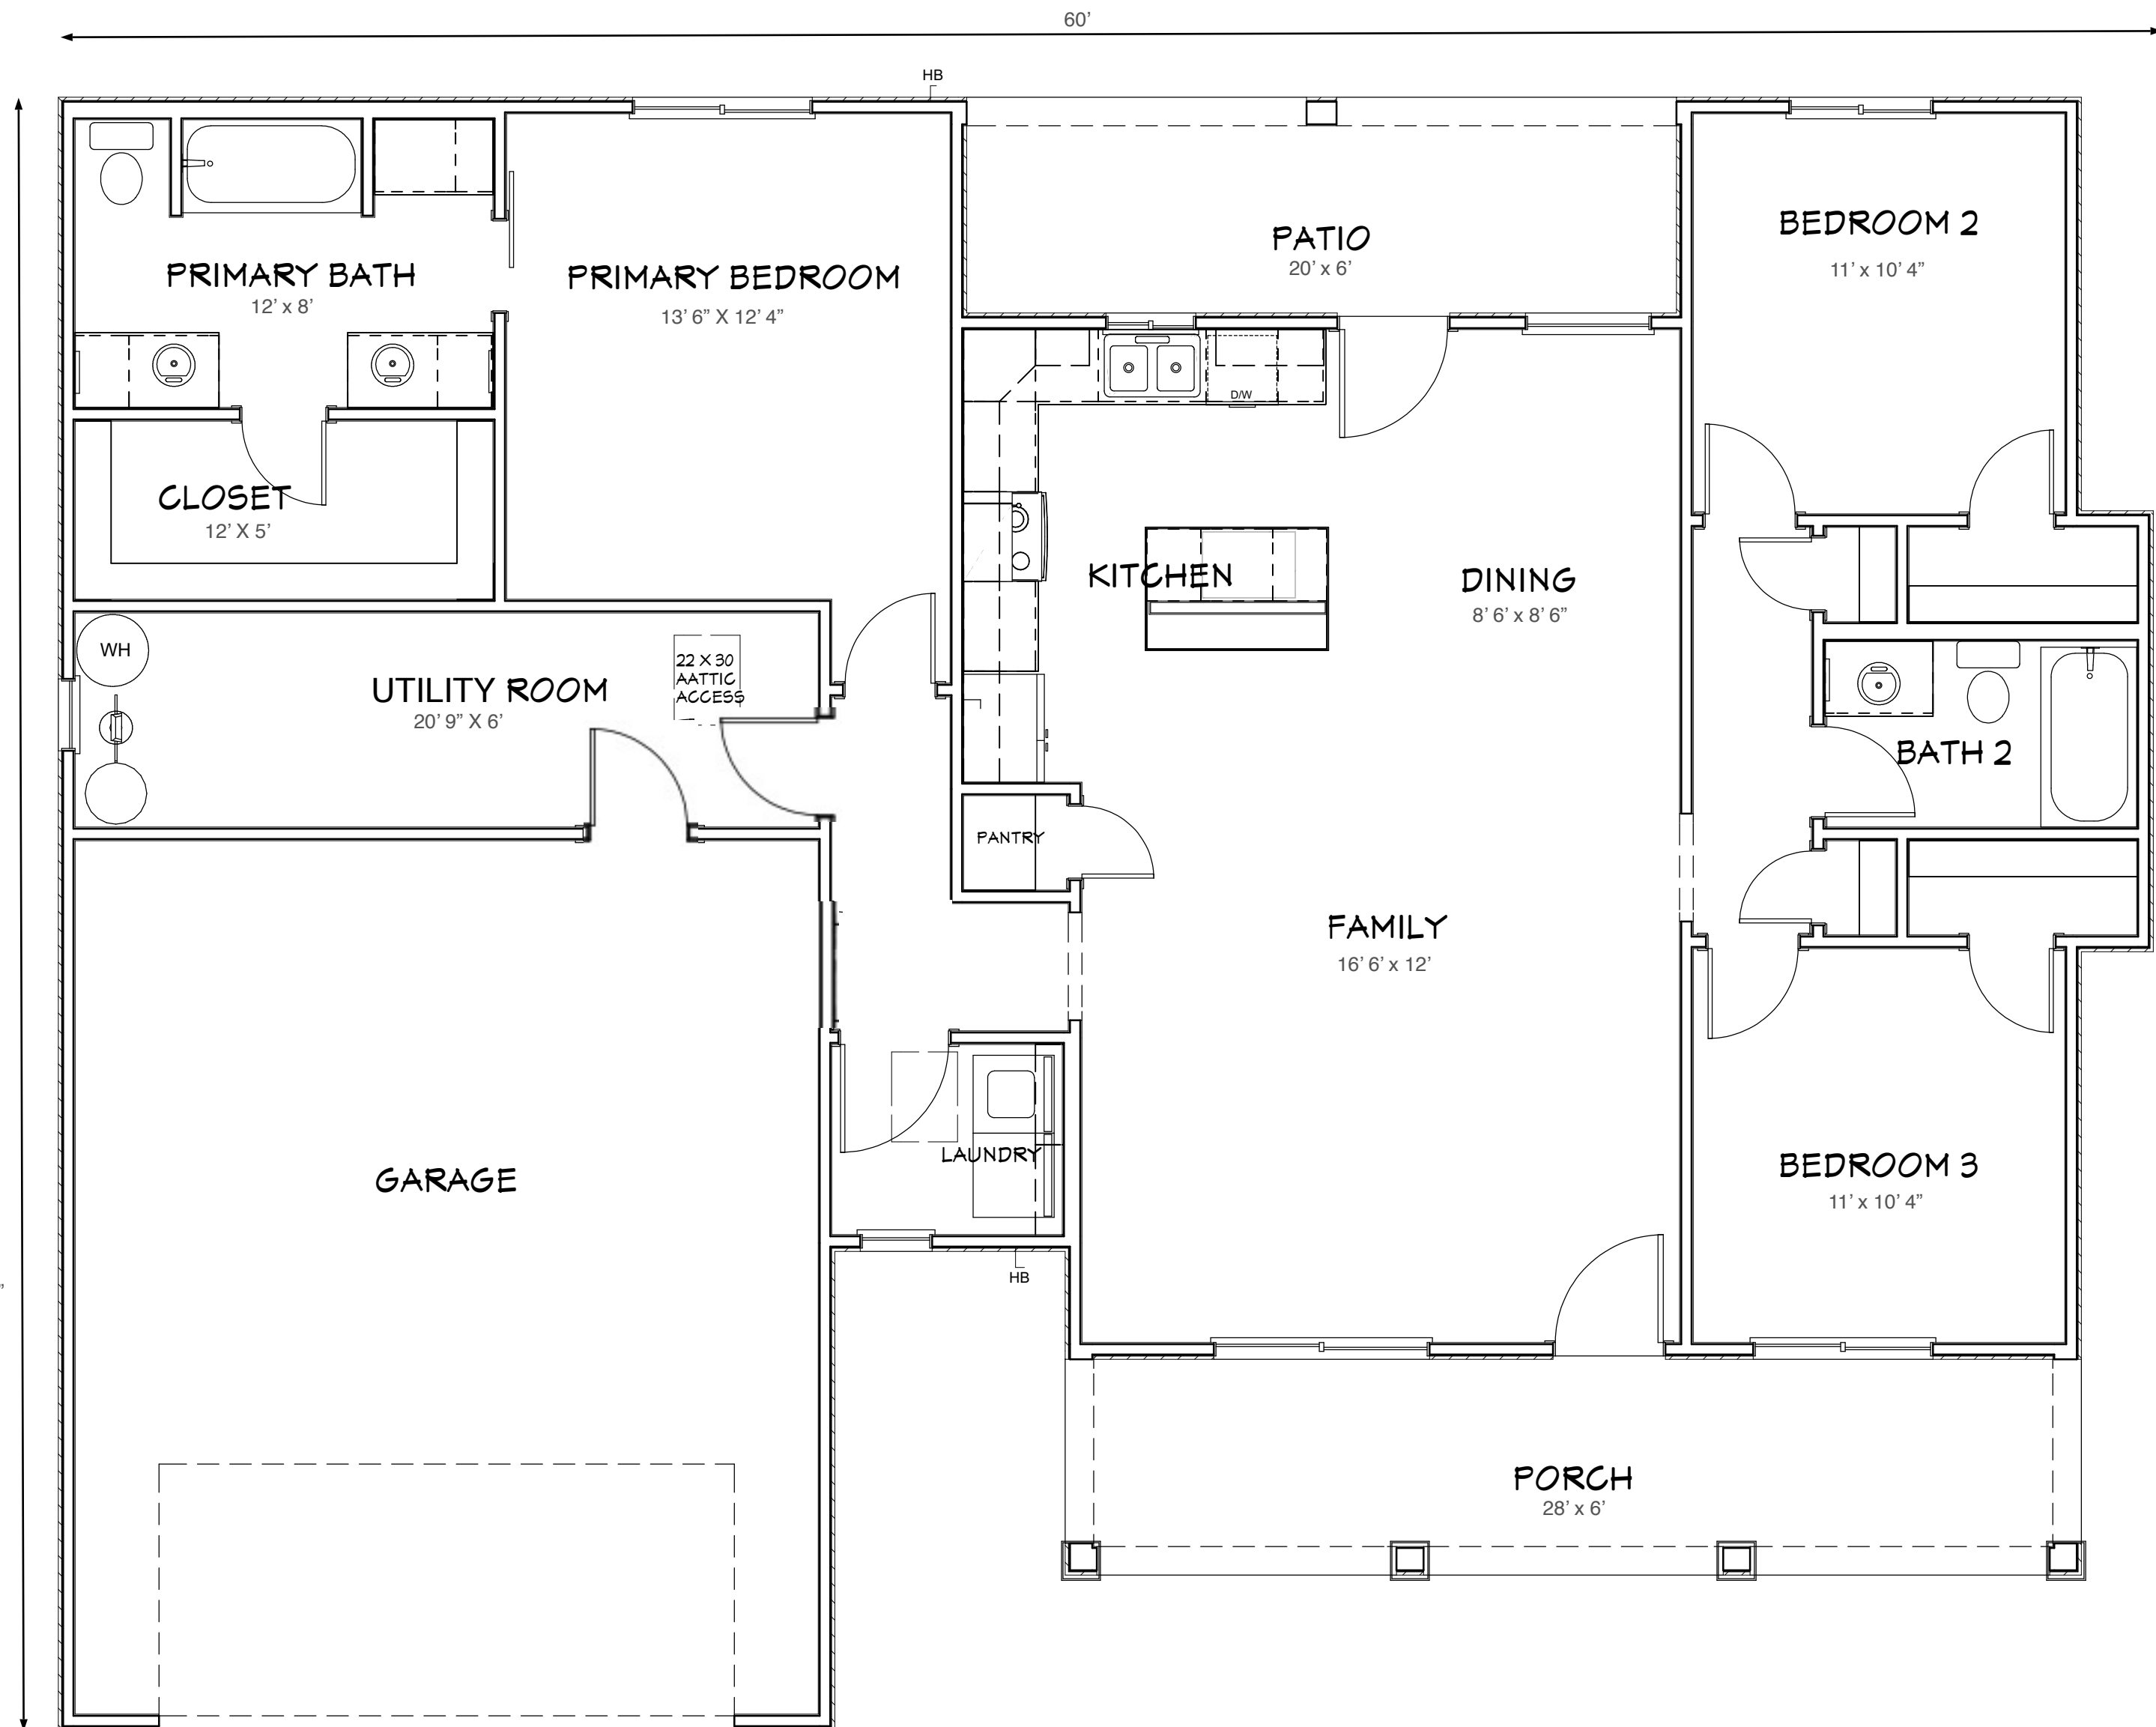 60’
HB
PRIMARY BATH
12’ x 8’
PRIMARY BEDROOM
13’ 6” X 12’ 4”
PATIO
20’ x 6’
BEDROOM 2
11’ x 10’ 4”
D/W
CLOSET
12’ X 5’
KITCHEN
DINING
8’ 6’ x 8’ 6”
WH
UTILITY ROOM
20’ 9” X 6’
22 X 30
AATTIC
ACCESS
BATH 2
PANTRY
FAMILY
16’ 6’ x 12’
LAUNDRY
GARAGE
BEDROOM 3
11’ x 10’ 4”
HB
”
PORCH
28’ x 6’